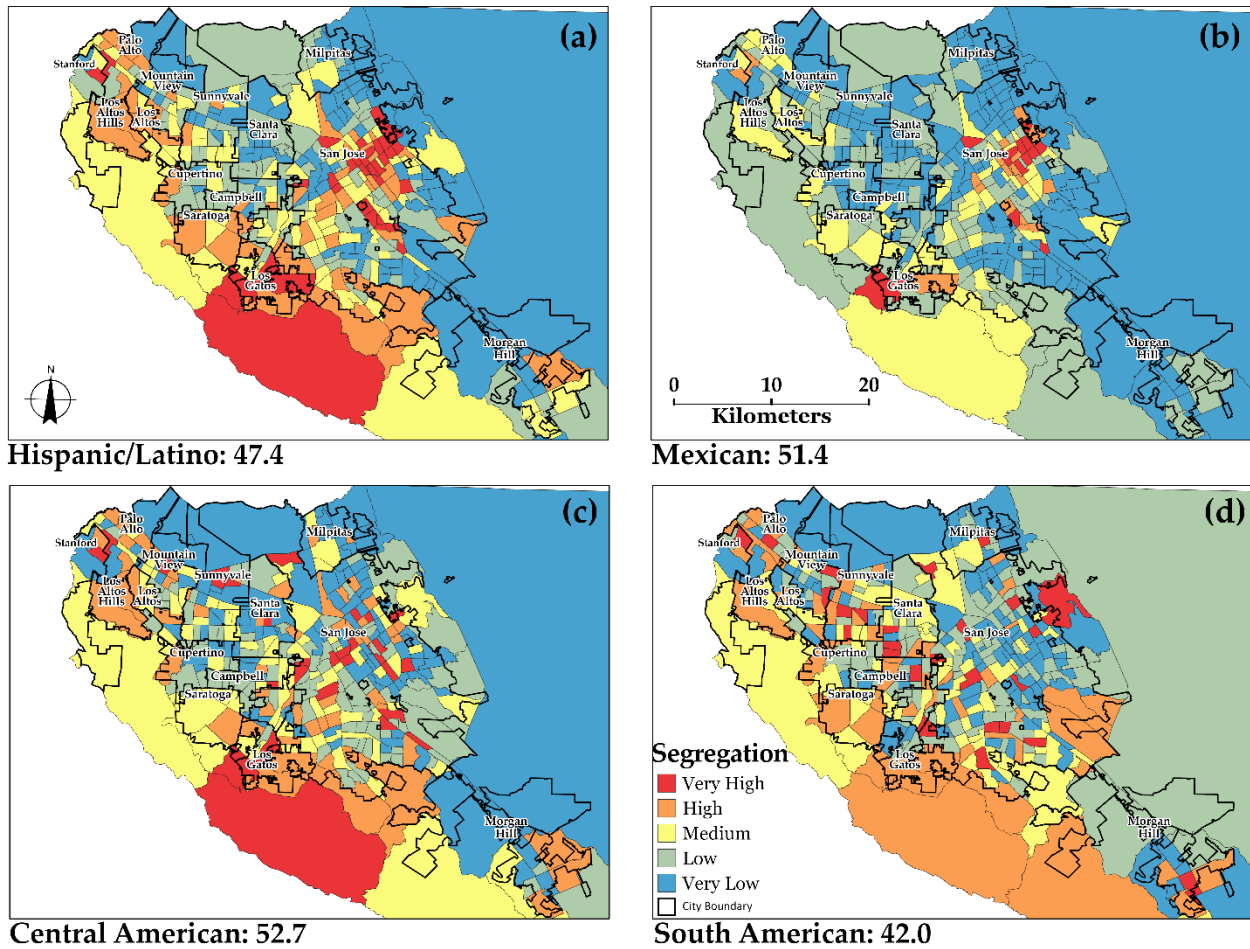 (a)
Palo
Alto
Stanford
Mountain
View
Milpitas
Sunnyvale
Los
Altos
Hills
Los
Altos
Santa
Clara
San Jose
Cupertino
Campbell
Saratoga
Los
Gatos
Morgan
Hill
N
Hispanic/Latino: 47.4
(b)
Palo
Alto
Stanford
Mountain
View
Milpitas
Sunnyvale
Los
Altos
Hills
Los
Altos
Santa
Clara
San Jose
Cupertino
Campbell
Saratoga
Los
Gatos
Morgan
Hill
0 10 20
Kilometers
Mexican: 51.4
(c)
Palo
Alto
Stanford
Mountain
View
Milpitas
Sunnyvale
Los
Altos
Hills
Los
Altos
Santa
Clara
San Jose
Cupertino
Campbell
Saratoga
Los
Gatos
Morgan
Hill
Central American: 52.7
(d)
Palo
Alto
Stanford
Mountain
View
Milpitas
Sunnyvale
Los
Altos
Hills
Los
Altos
Santa
Clara
San Jose
Cupertino
Campbell
Saratoga
Los
Gatos
Morgan
Hill
Segregation
Very High
High
Medium
Low
Very Low
City Boundary
South American: 42.0